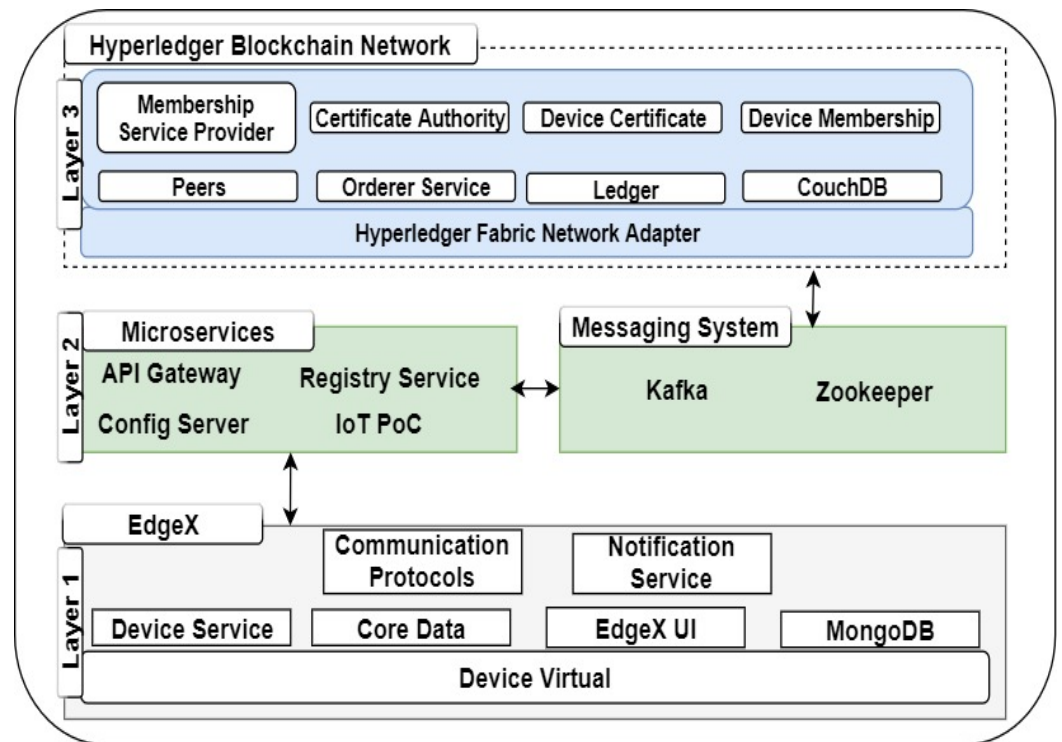 Hyperledger Blockchain Network
Layer 3
Membership
Service Provider
Certificate Authority
Device Certificate
Device Membership
Peers
Orderer Service
Ledger
CouchDB
Hyperledger Fabric Network Adapter
Layer 2
Microservices
API Gateway
Registry Service
Config Server
IoT PoC
Messaging System
Kafka
Zookeeper
Layer 1
EdgeX
Communication
Protocols
Notification
Service
Device Service
Core Data
EdgeX UI
MongoDB
Device Virtual